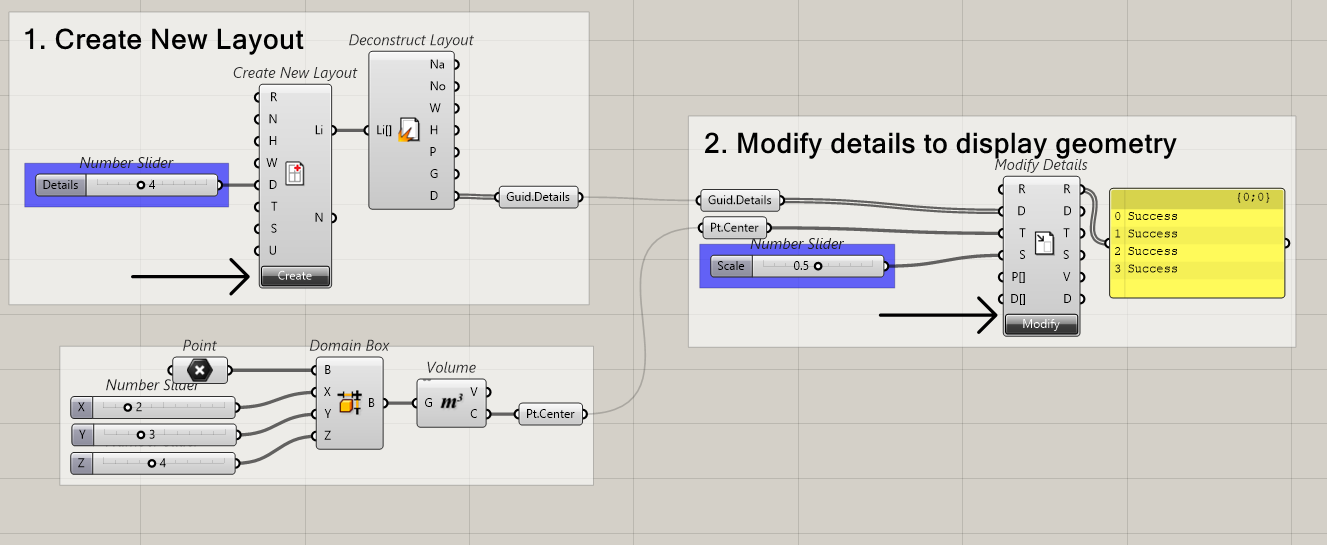 1. Create New Layout
Deconstruct Layout
Create New Layout
Na
No
W
H
P
G
D
Li[]
R
N
H
W
D
T
S
U
Li
N
Create
Number Slider
Details
4
Guid.Details
2. Modify details to display geometry
Modify Details
Guid.Details
Pt.Center
Number Slider
Scale
0.5
R
D
T
S
P[]
D[]
R
D
T
S
V
D
Modify
{0;0}
0 Success
1 Success
2 Success
3 Success
Point
Domain Box
Volume
Number Slider
X
2
Y
3
Z
4
B
X
Y
Z
B
G
m³
V
C
Pt.Center